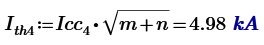 I_th4 := Icc_4 • √(m+n) = 4.98 kA